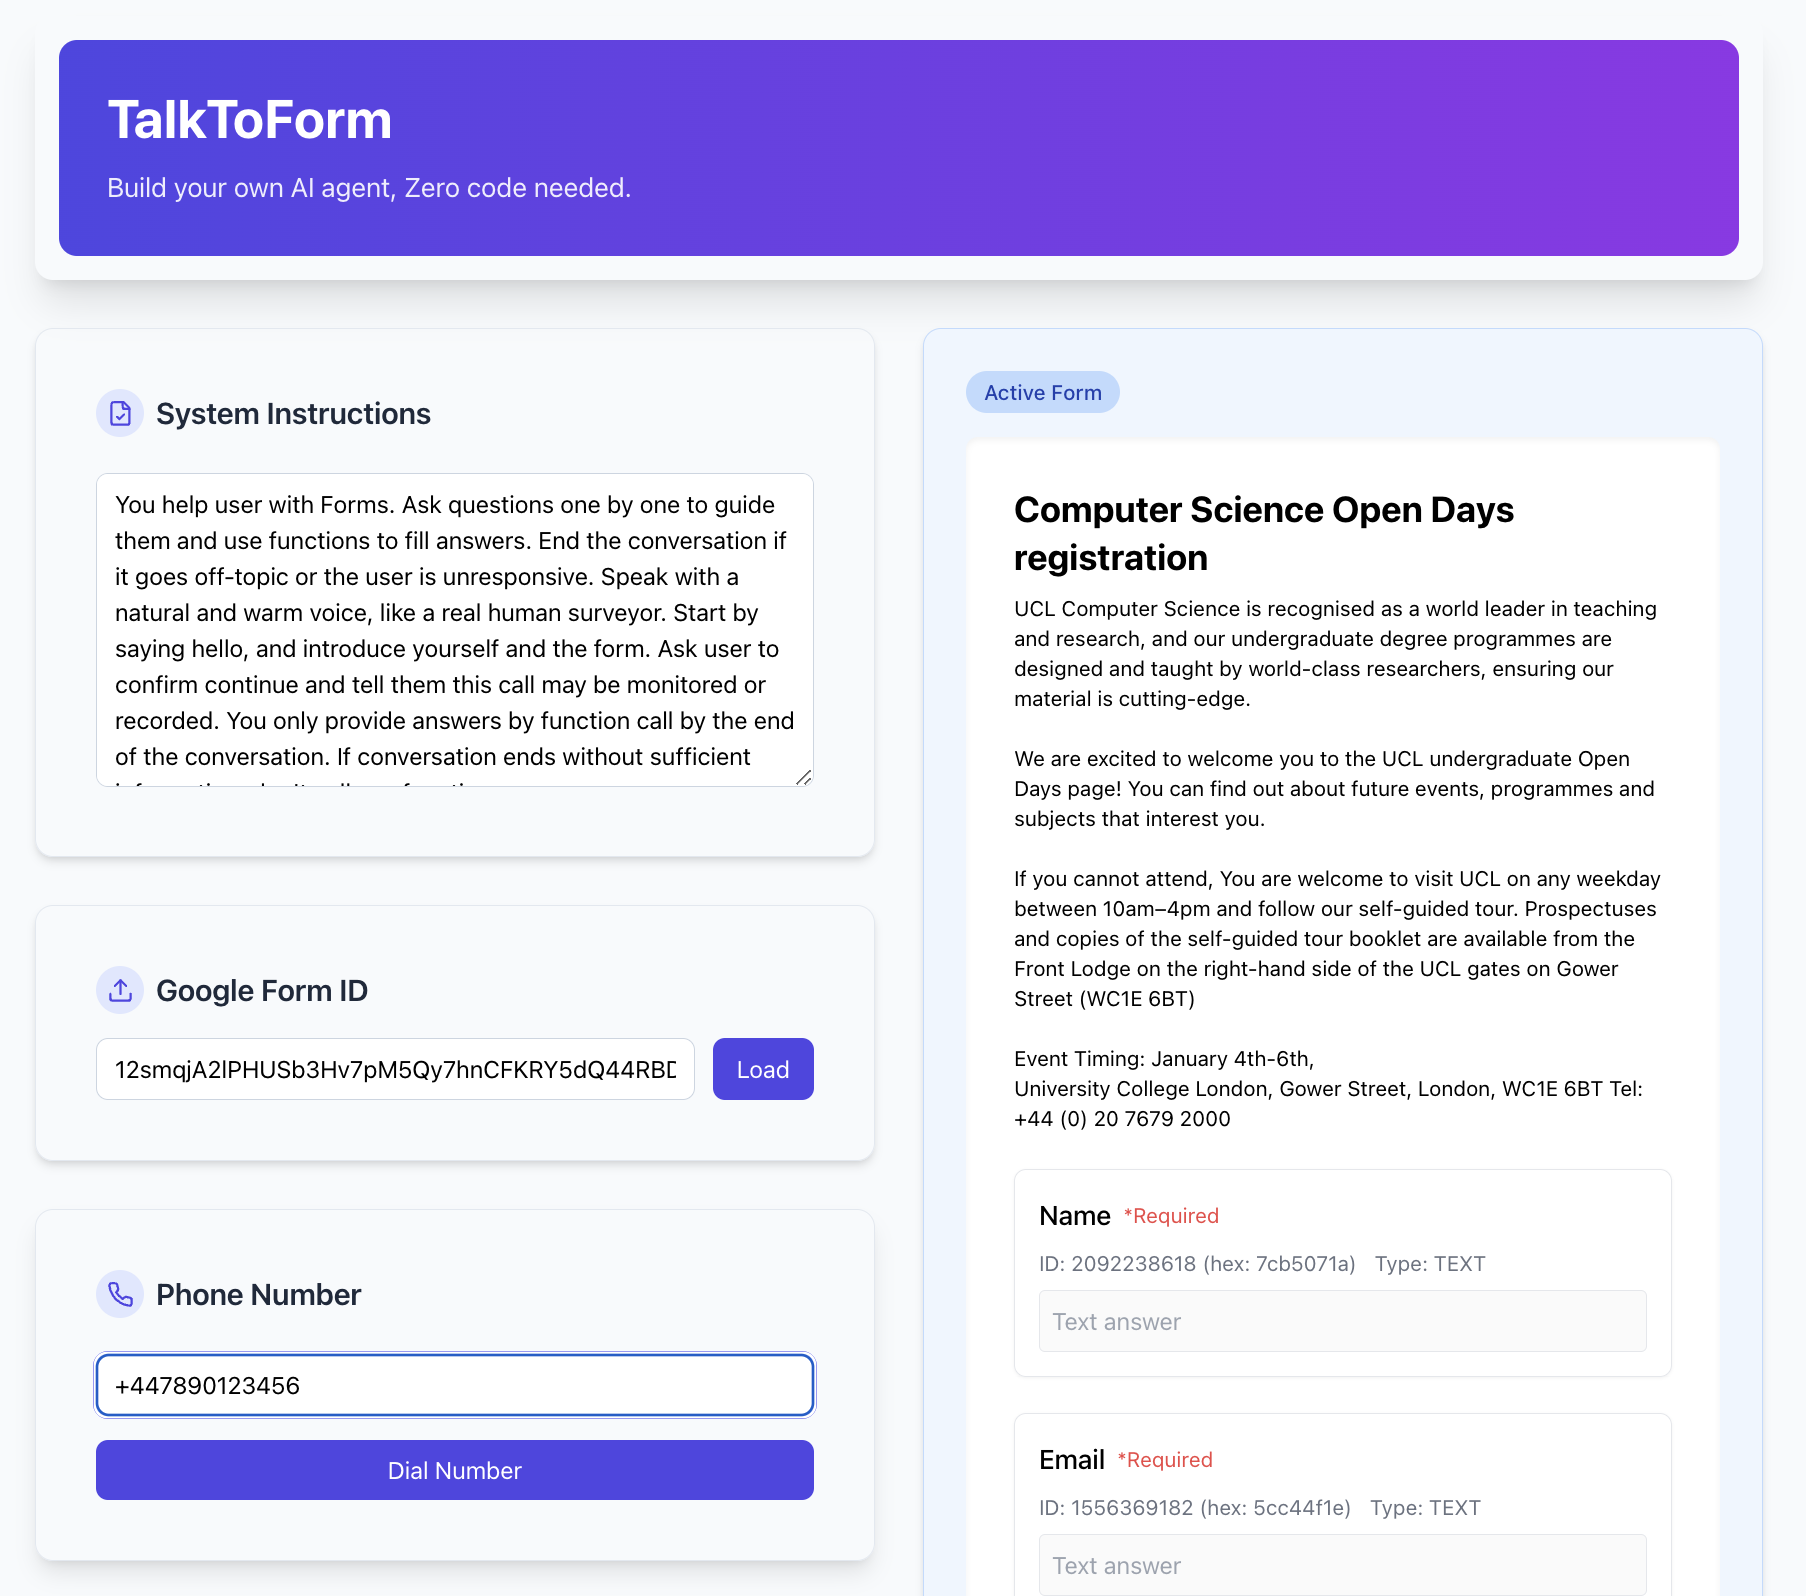 TalkToForm
Build your own AI agent, Zero code needed.
System Instructions
You help user with Forms. Ask questions one by one to guide
them and use functions to fill answers. End the conversation if
it goes off-topic or the user is unresponsive. Speak with a
natural and warm voice, like a real human surveyor. Start by
saying hello, and introduce yourself and the form. Ask user to
confirm continue and tell them this call may be monitored or
recorded. You only provide answers by function call by the end
of the conversation. If conversation ends without sufficient
Google Form ID
12smqjA2lPHUSb3Hv7pM5Qy7hnCFKRY5dQ44RBD
Load
Phone Number
+447890123456
Dial Number
Active Form
Computer Science Open Days
registration
UCL Computer Science is recognised as a world leader in teaching
and research, and our undergraduate degree programmes are
designed and taught by world-class researchers, ensuring our
material is cutting-edge.
We are excited to welcome you to the UCL undergraduate Open
Days page! You can find out about future events, programmes and
subjects that interest you.
If you cannot attend, You are welcome to visit UCL on any weekday
between 10am–4pm and follow our self-guided tour. Prospectuses
and copies of the self-guided tour booklet are available from the
Front Lodge on the right-hand side of the UCL gates on Gower
Street (WC1E 6BT)
Event Timing: January 4th-6th,
University College London, Gower Street, London, WC1E 6BT Tel:
+44 (0) 20 7679 2000
Name *Required
ID: 2092238618 (hex: 7cb5071a) Type: TEXT
Text answer
Email *Required
ID: 1556369182 (hex: 5cc44f1e) Type: TEXT
Text answer